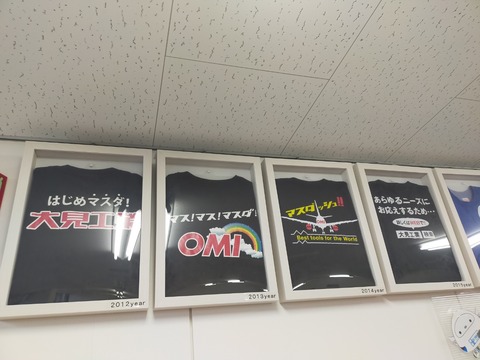 はじめマスダ!
大見工業
2012year
マス!マス!マスダ!
OMI
2013year
マスダッシュ!!
Best tools for the World
2014year
あらゆるニーズに
お応えするため…
大見工業 検索